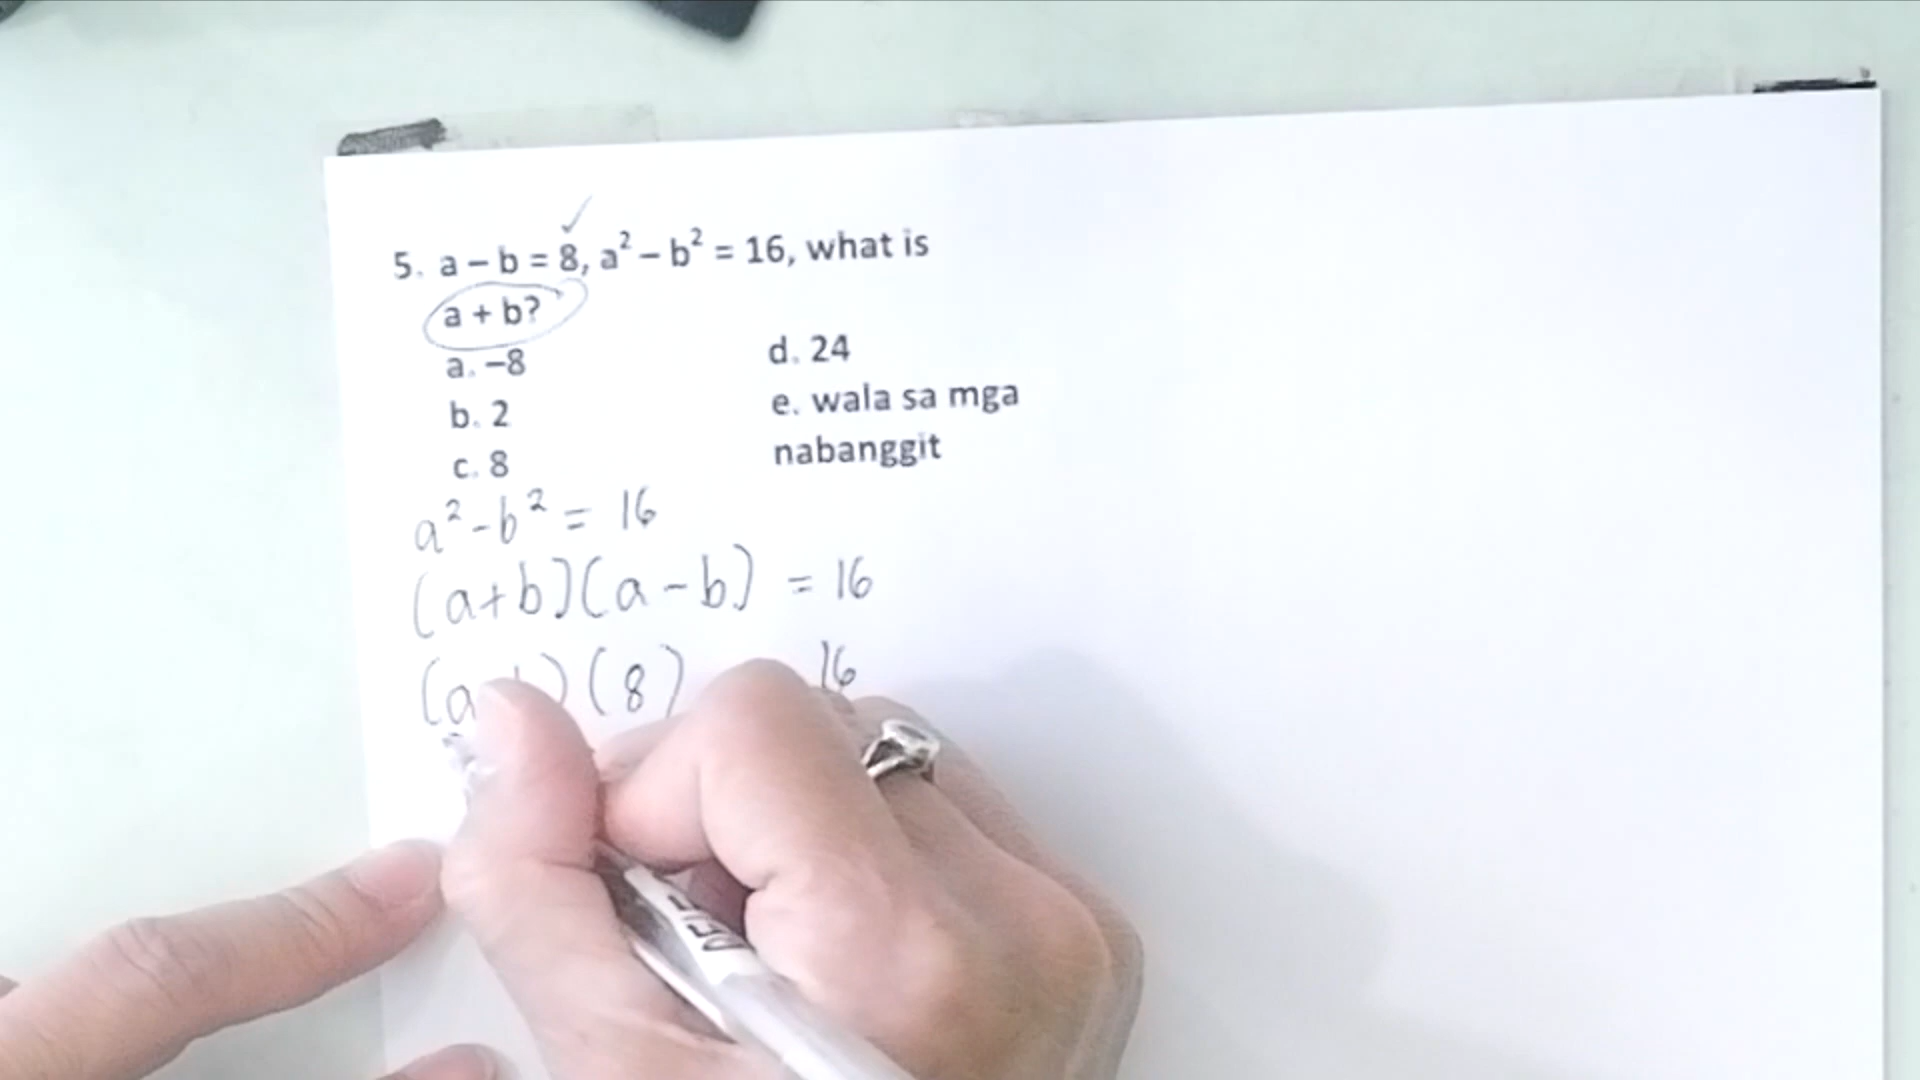 5. a – b = 8, a² – b² = 16, what is
a + b?
a. –8
b. 2
c. 8
d. 24
e. wala sa mga
nabanggit
a² - b² = 16
(a+b)(a-b) = 16
(a )(8) 16